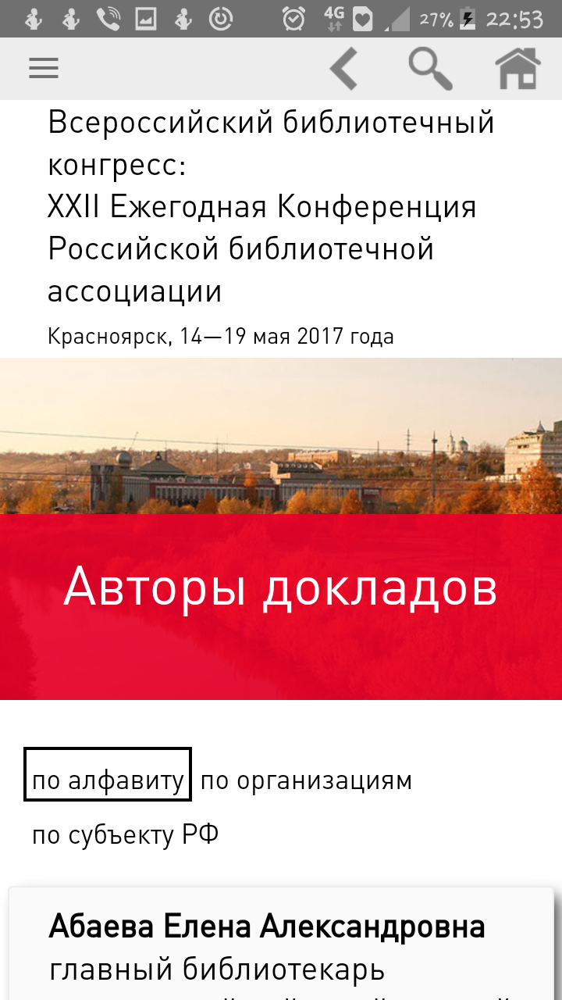 4G 27% 22:53
Всероссийский библиотечный
конгресс:
XXII Ежегодная Конференция
Российской библиотечной
ассоциации
Красноярск, 14—19 мая 2017 года
Авторы докладов
по алфавиту по организациям
по субъекту РФ
Абаева Елена Александровна
главный библиотекарь